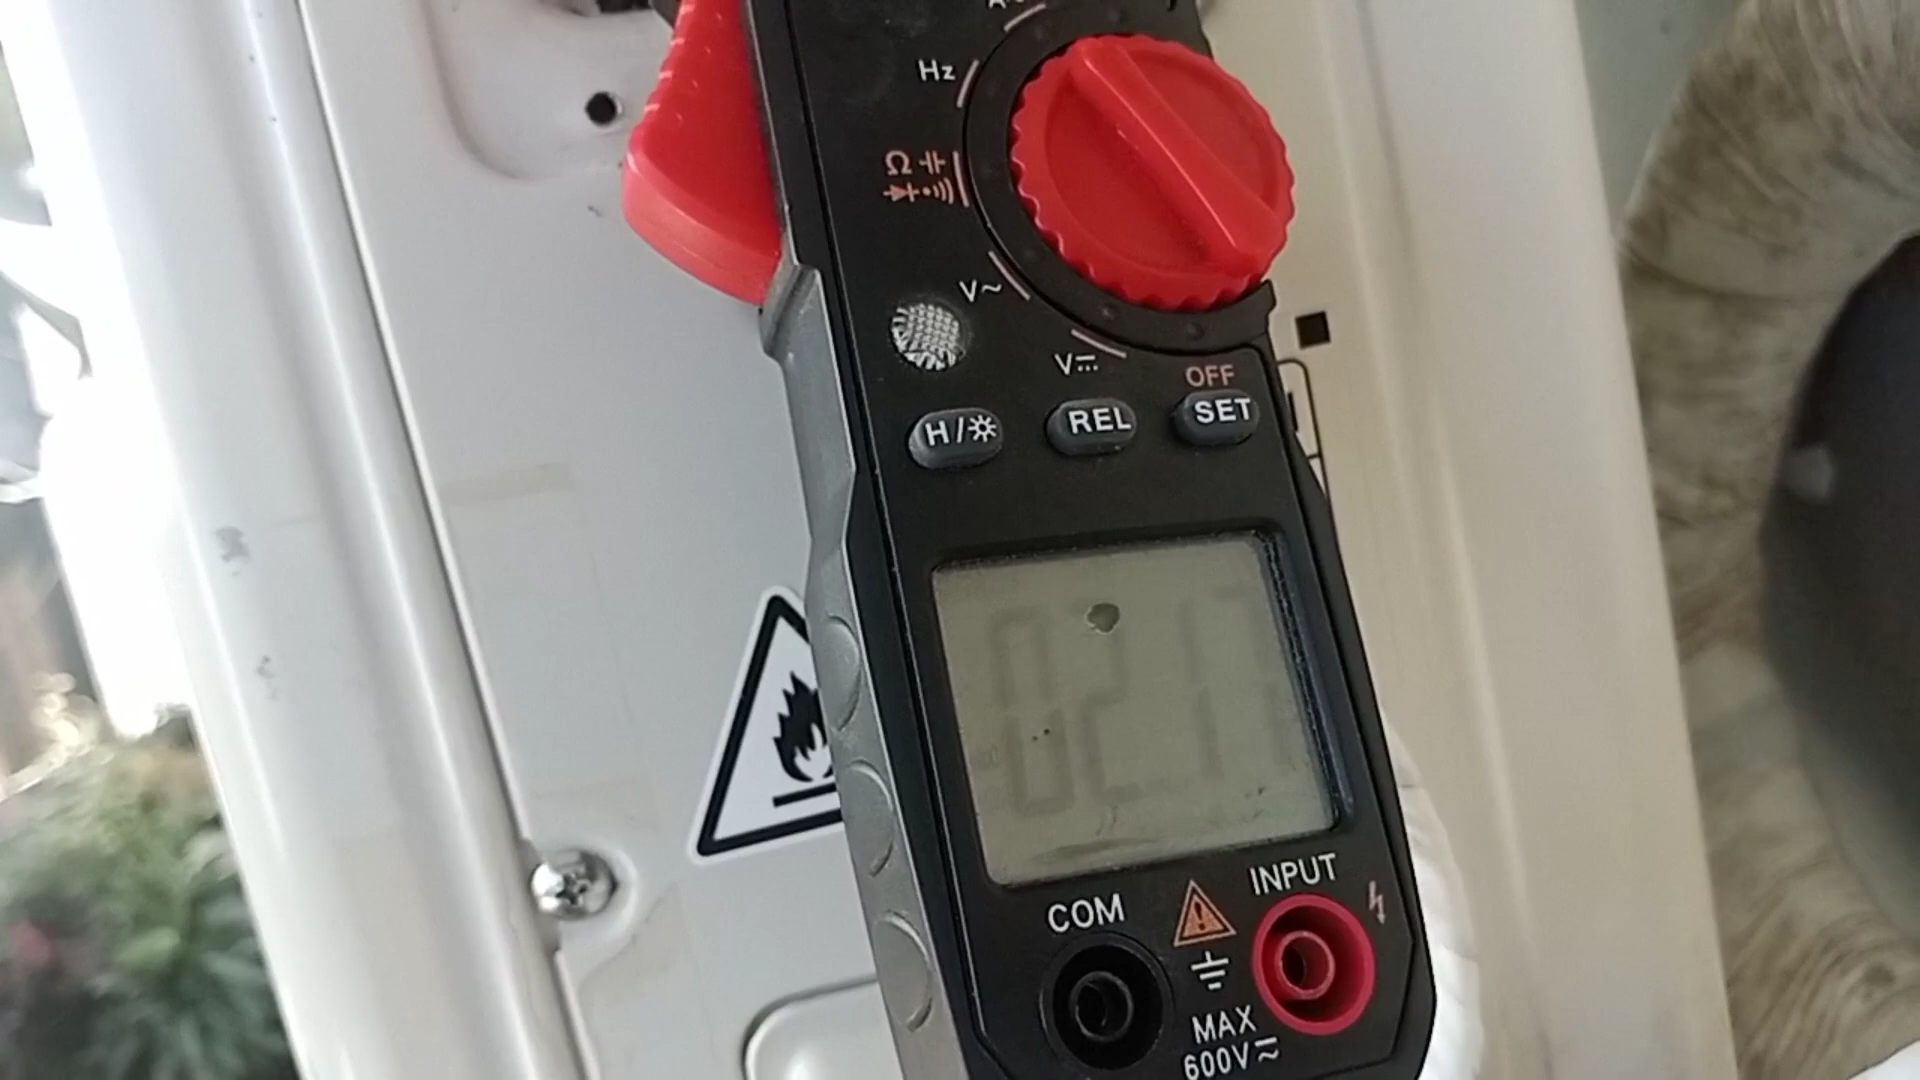 Hz
Ω
V~
V⎓
OFF
H/☼
REL
SET
COM
INPUT
MAX
600V